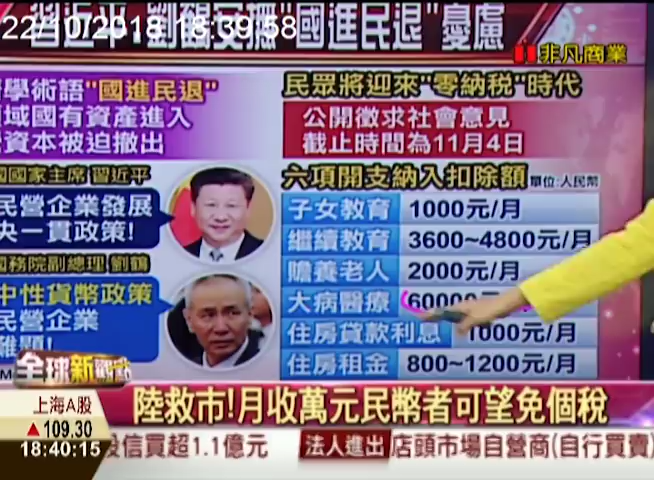 習近平.劉鶴安撫"國進民退"憂慮
22/10/2018 18:39:58
非凡商業
學術語"國進民退"
域國有資產進入
資本被迫撤出
國國家主席 習近平
民營企業發展
央一貫政策!
國務院副總理 劉鶴
中性貨幣政策
民營企業
難題!
民眾將迎來"零納稅"時代
公開徵求社會意見
截止時間為11月4日
六項開支納入扣除額 單位:人民幣
子女教育 1000元/月
繼續教育 3600~4800元/月
贍養老人 2000元/月
大病醫療 60000
住房貸款利息 1000元/月
住房租金 800~1200元/月
全球新觀點
陸救市!月收萬元民幣者可望免個稅
上海A股
▲109.30
18:40:15
投信買超1.1億元 法人進出 店頭市場自營商(自行買賣)